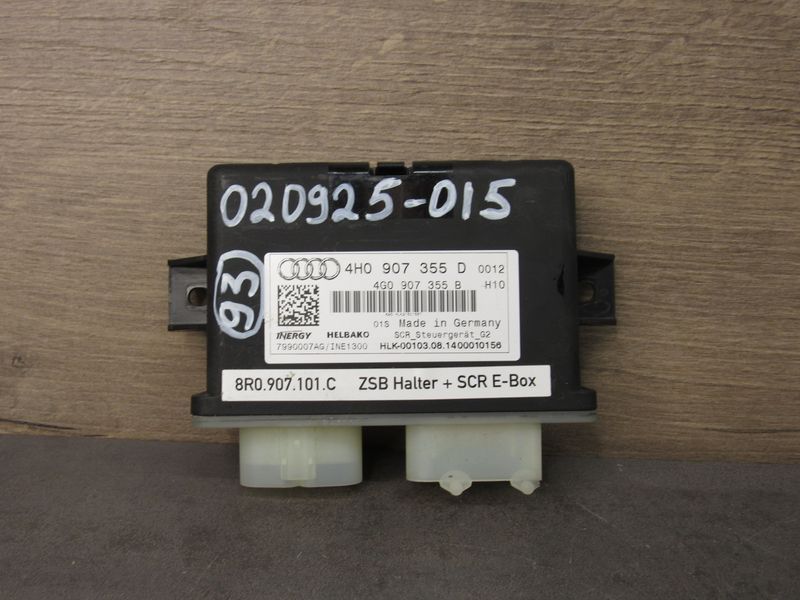 020925-015
93
4H0 907 355 D 0012
4G0 907 355 B H10
01S Made in Germany
INERGY HELBAKO SCR_Steuergerät_G2
7990007AG/INE1300 HLK-00103.08.1400010156
8R0.907.101.C ZSB Halter + SCR E-Box